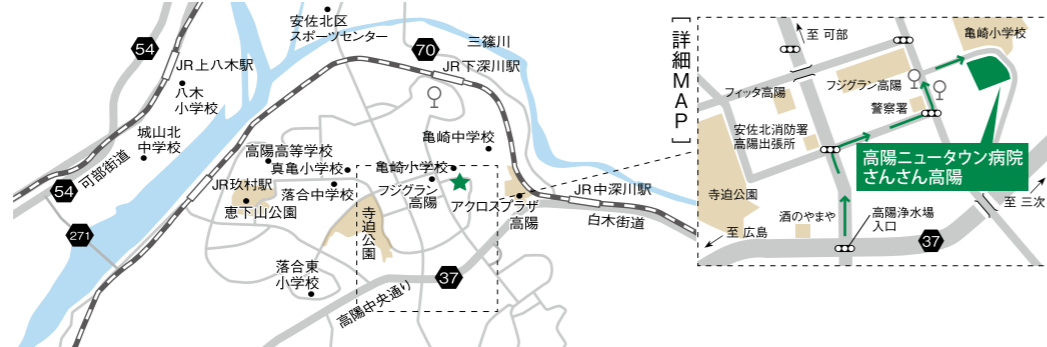 安佐北区
スポーツセンター
54
70
三篠川
JR上八木駅
JR下深川駅
八木
小学校
城山北
中学校
可部街道
亀崎中学校
高陽高等学校
真亀小学校
亀崎小学校
JR玖村駅
落合中学校
フジグラン
高陽
JR中深川駅
54
恵下山公園
アクロスプラザ
高陽
白木街道
271
寺迫公園
落合東
小学校
37
高陽中央通り
[詳細MAP]
至 可部
亀崎小学校
フィッタ高陽
フジグラン高陽
警察署
安佐北消防署
高陽出張所
高陽ニュータウン病院
さんさん高陽
寺迫公園
至 三次
酒のやまや
高陽浄水場
入口
至 広島
37